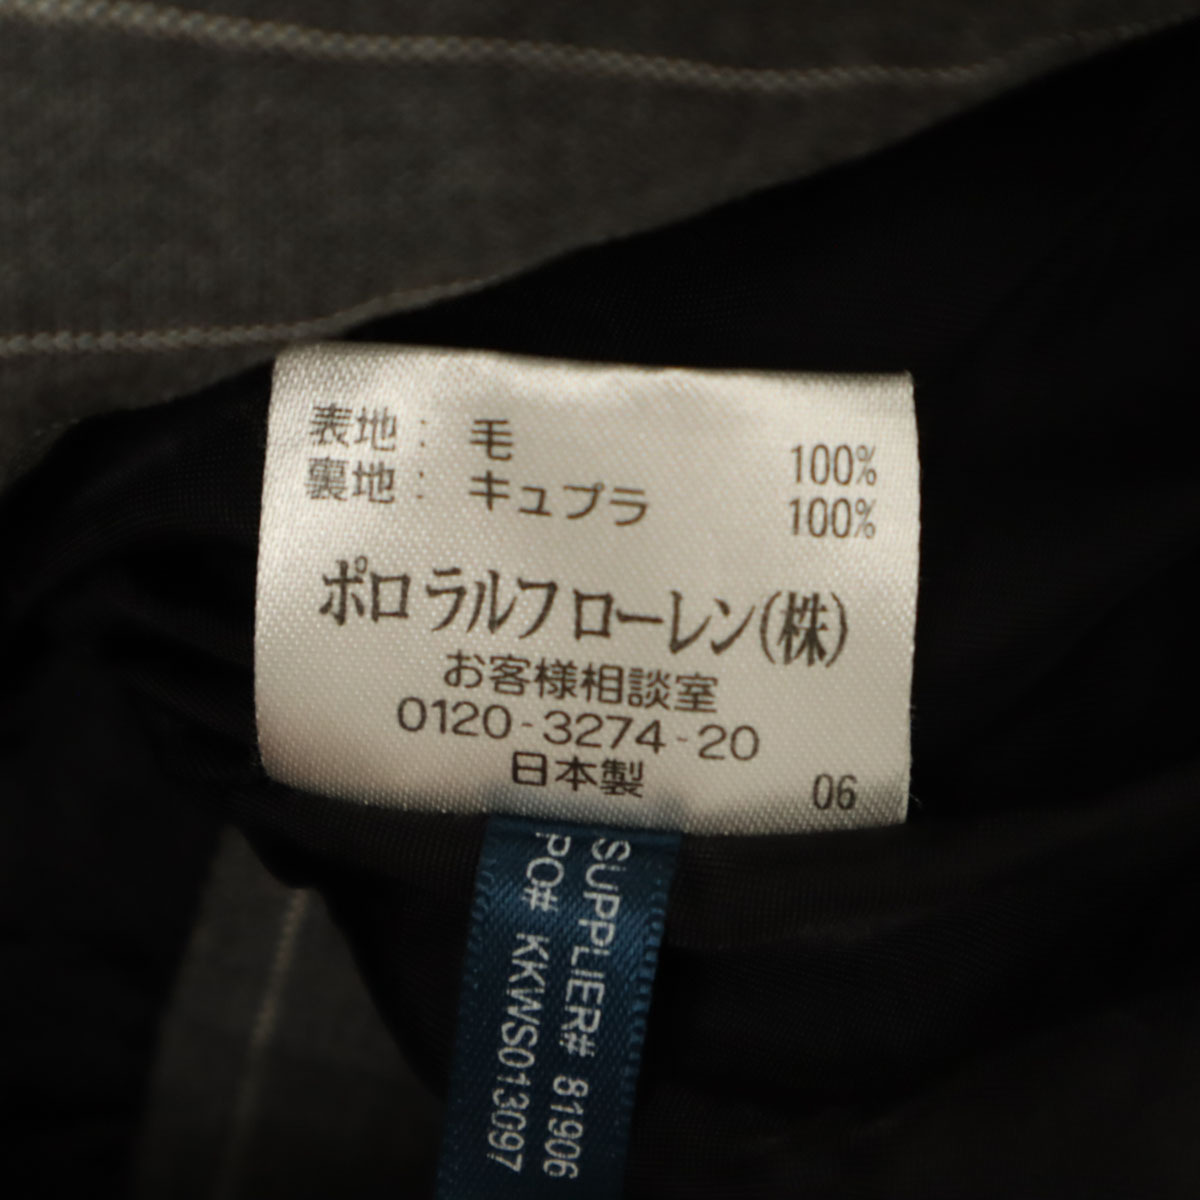 表地： 毛 100%
裏地： キュプラ 100%
ポロ ラルフ ローレン(株)
お客様相談室
0120-3274-20
日本製 06
SUPPLIER# 81906
PO# KKWS013097